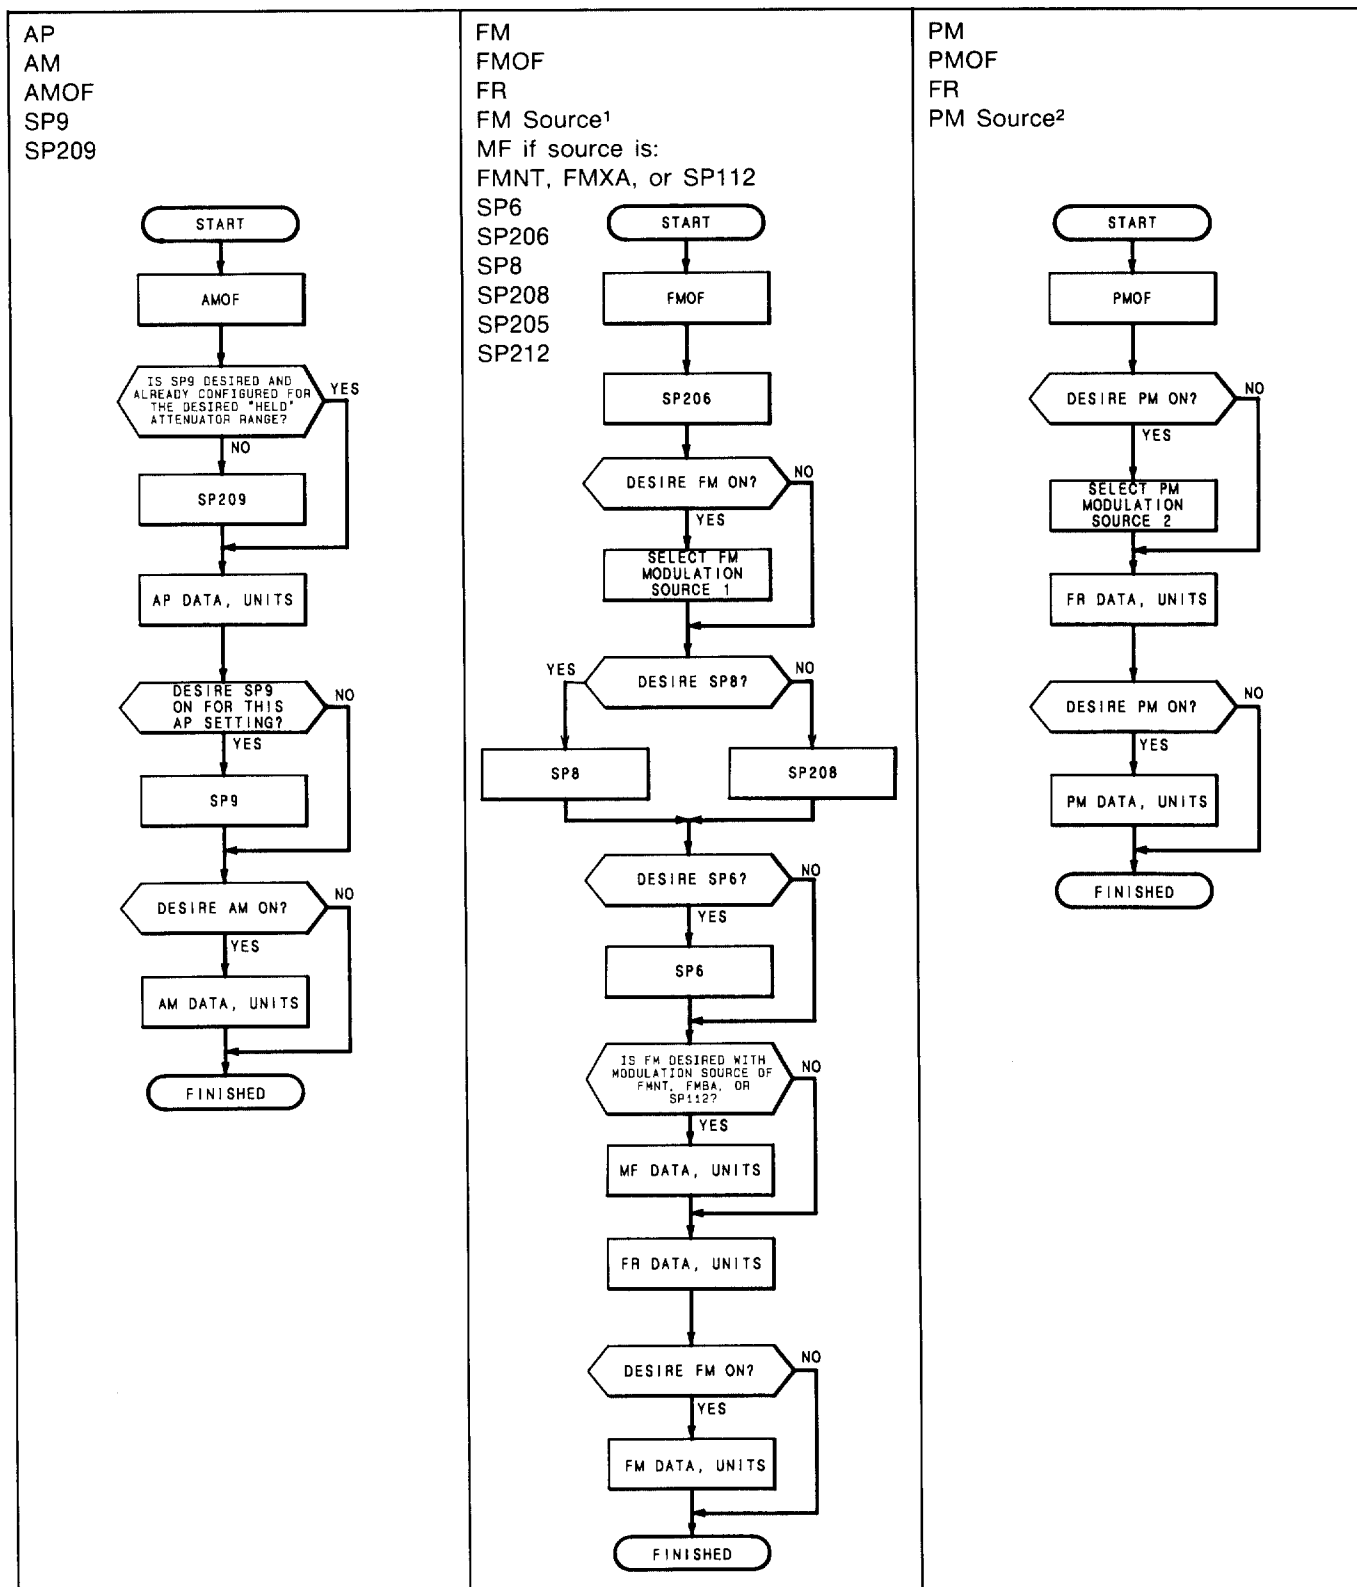 AP
AM
AMOF
SP9
SP209
START
AMOF
IS SP9 DESIRED AND
ALREADY CONFIGURED FOR
THE DESIRED "HELD"
ATTENUATOR RANGE?
YES
NO
SP209
AP DATA, UNITS
DESIRE SP9
ON FOR THIS
AP SETTING?
NO
YES
SP9
DESIRE AM ON?
NO
YES
AM DATA, UNITS
FINISHED
FM
FMOF
FR
FM Source¹
MF if source is:
FMNT, FMXA, or SP112
SP6
SP206
SP8
SP208
SP205
SP212
START
FMOF
SP206
DESIRE FM ON?
NO
YES
SELECT FM
MODULATION
SOURCE 1
DESIRE SP8?
YES
NO
SP8
SP208
DESIRE SP6?
NO
YES
SP6
IS FM DESIRED WITH
MODULATION SOURCE OF
FMNT, FMBA, OR
SP112?
NO
YES
MF DATA, UNITS
FR DATA, UNITS
DESIRE FM ON?
NO
YES
FM DATA, UNITS
FINISHED
PM
PMOF
FR
PM Source²
START
PMOF
DESIRE PM ON?
NO
YES
SELECT PM
MODULATION
SOURCE 2
FR DATA, UNITS
DESIRE PM ON?
NO
YES
PM DATA, UNITS
FINISHED